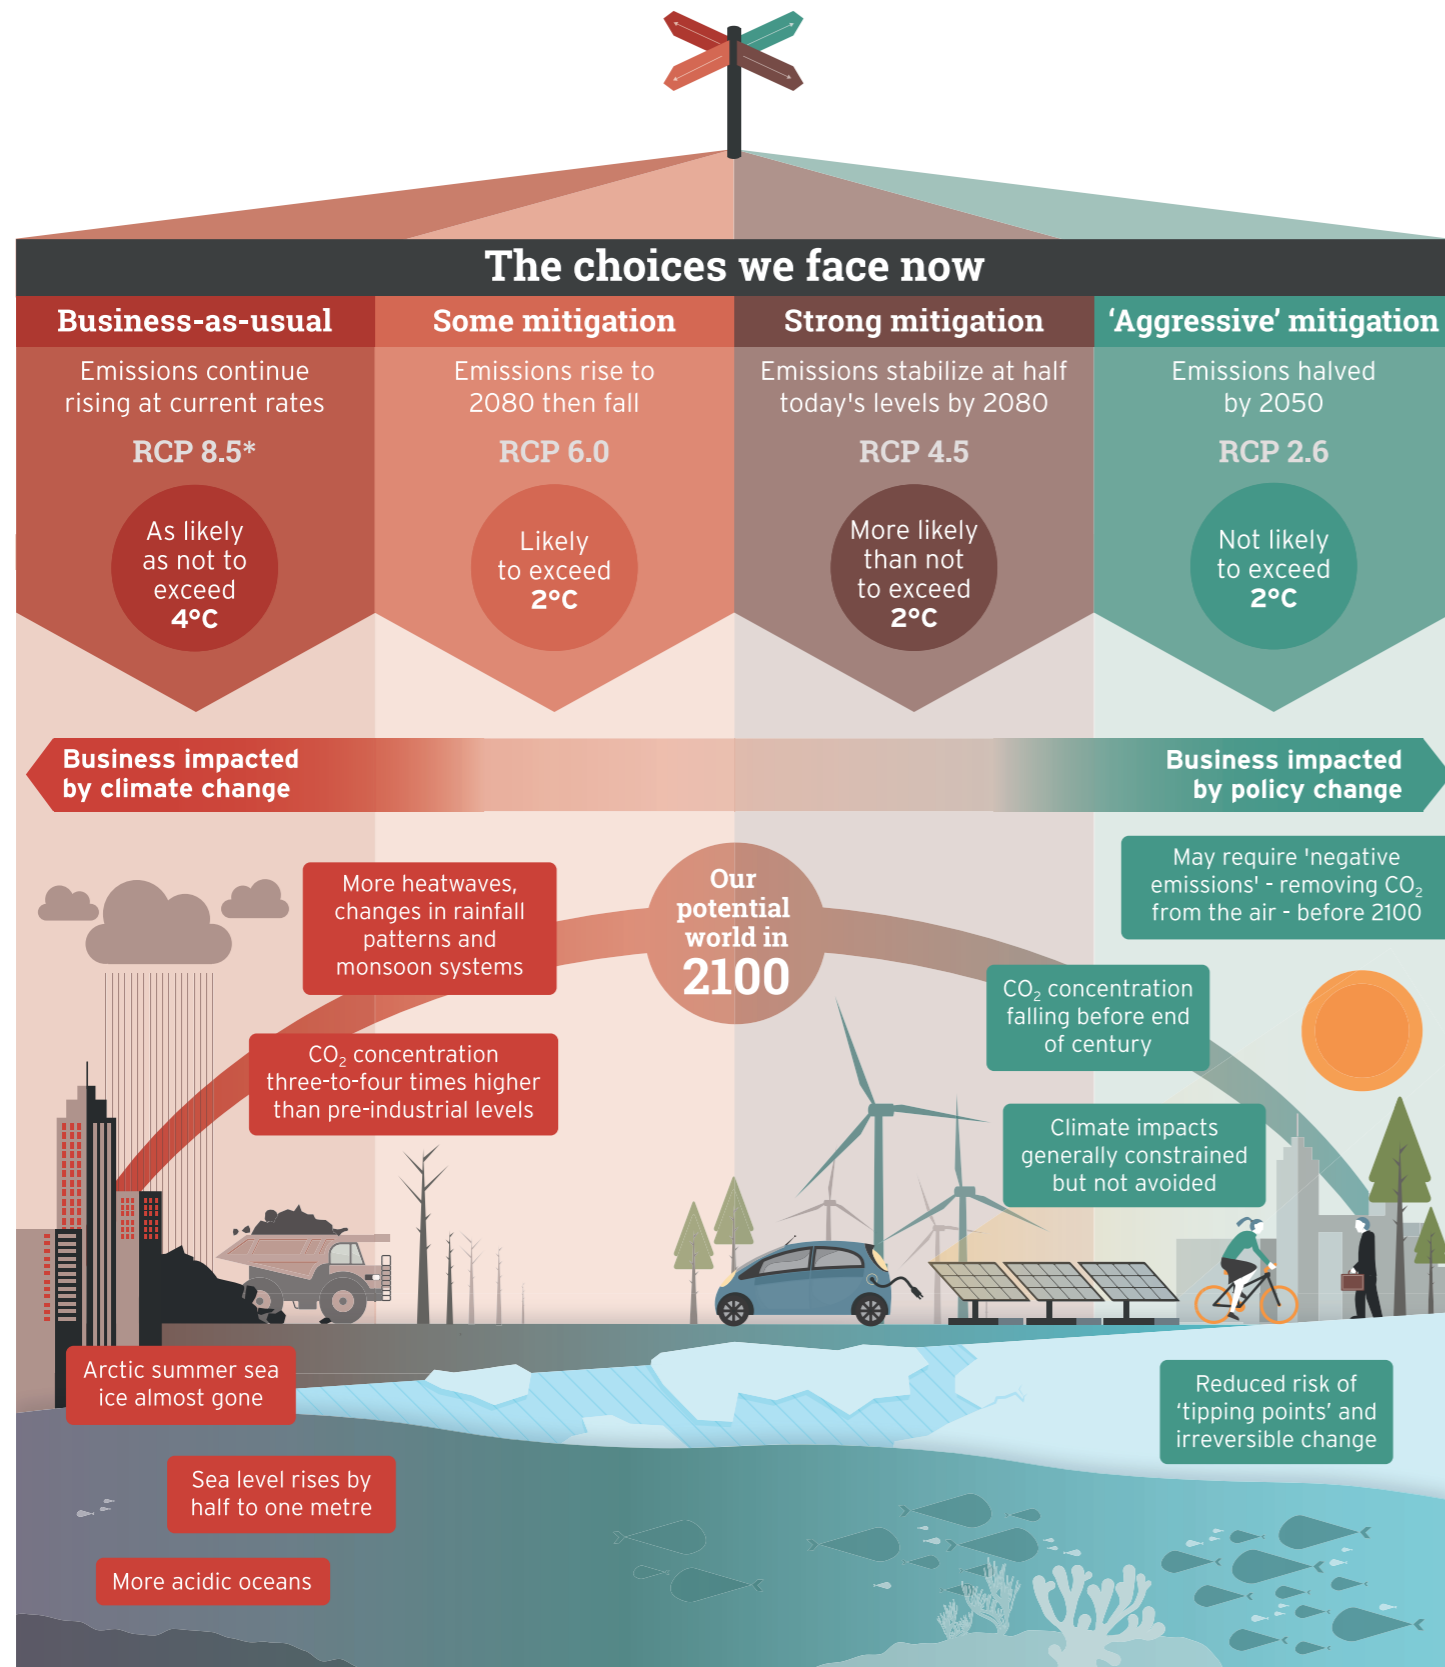 The choices we face now
Business-as-usual
Emissions continue
rising at current rates
RCP 8.5*
As likely
as not to
exceed
4°C
Some mitigation
Emissions rise to
2080 then fall
RCP 6.0
Likely
to exceed
2°C
Strong mitigation
Emissions stabilize at half
today's levels by 2080
RCP 4.5
More likely
than not
to exceed
2°C
‘Aggressive’ mitigation
Emissions halved
by 2050
RCP 2.6
Not likely
to exceed
2°C
Business impacted
by climate change
Business impacted
by policy change
Our
potential
world in
2100
More heatwaves,
changes in rainfall
patterns and
monsoon systems
CO₂ concentration
three-to-four times higher
than pre-industrial levels
May require 'negative
emissions' - removing CO₂
from the air - before 2100
CO₂ concentration
falling before end
of century
Climate impacts
generally constrained
but not avoided
Arctic summer sea
ice almost gone
Sea level rises by
half to one metre
More acidic oceans
Reduced risk of
‘tipping points’ and
irreversible change